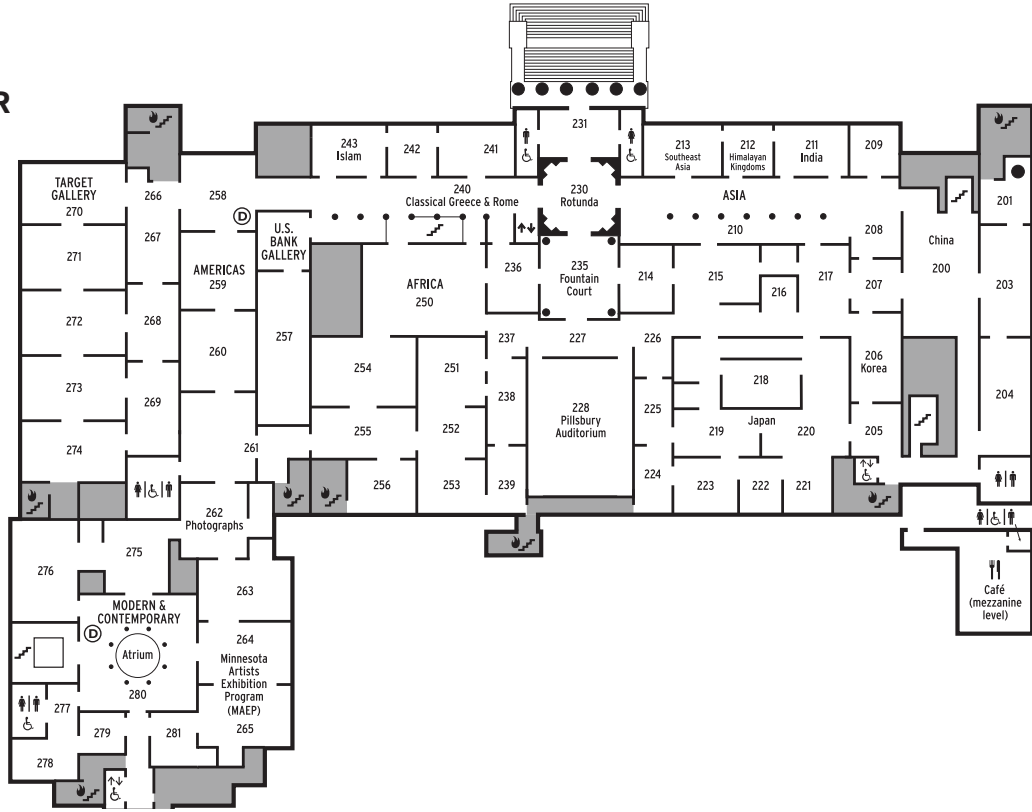 R
231
243
Islam
242
241
213
Southeast
Asia
212
Himalayan
Kingdoms
211
India
209
TARGET
GALLERY
270
266
258
240
Classical Greece & Rome
230
Rotunda
ASIA
210
201
D
U.S.
BANK
GALLERY
267
271
AMERICAS
259
236
235
Fountain
Court
214
215
216
217
208
China
200
207
203
AFRICA
250
272
268
260
257
237
227
226
254
251
206
Korea
273
269
238
228
Pillsbury
Auditorium
225
218
204
Japan
219
220
205
274
261
255
252
256
253
239
224
223
222
221
262
Photographs
275
276
263
Café
(mezzanine
level)
MODERN &
CONTEMPORARY
D
Atrium
280
264
Minnesota
Artists
Exhibition
Program
(MAEP)
265
277
279
281
278